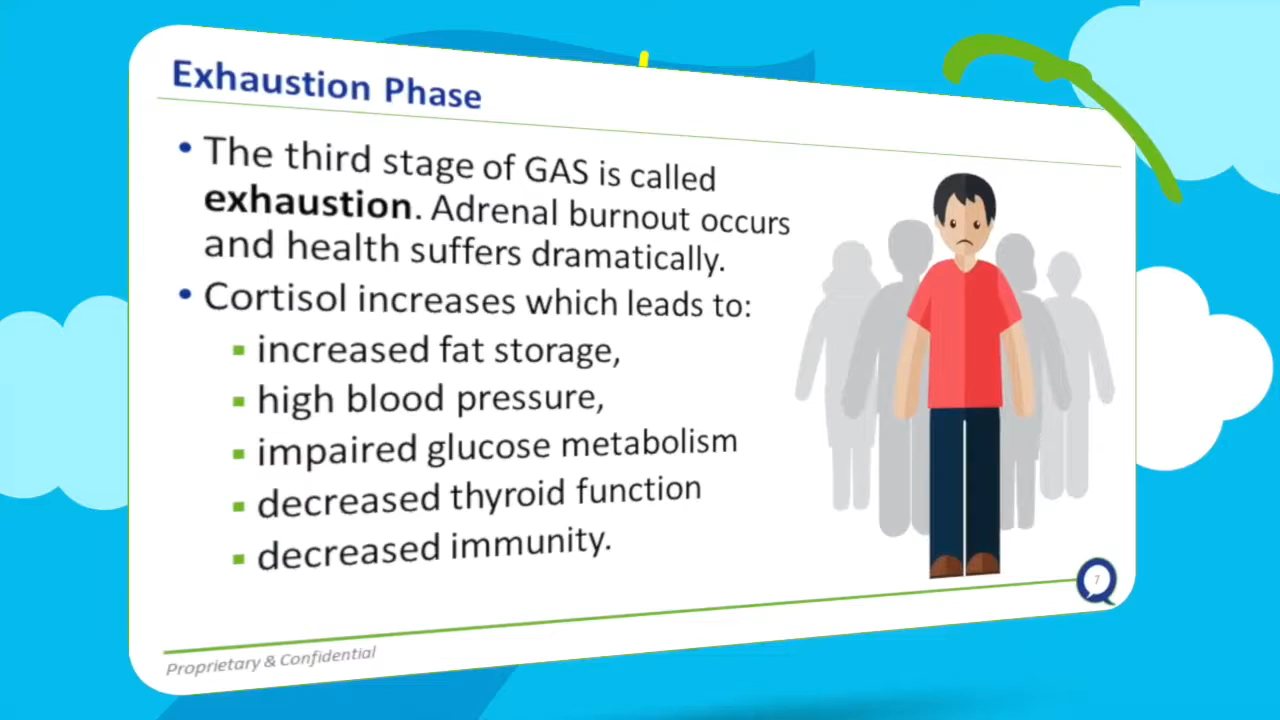 Exhaustion Phase
• The third stage of GAS is called
exhaustion. Adrenal burnout occurs
and health suffers dramatically.
• Cortisol increases which leads to:
▪ increased fat storage,
▪ high blood pressure,
▪ impaired glucose metabolism
▪ decreased thyroid function
▪ decreased immunity.
7
Proprietary & Confidential